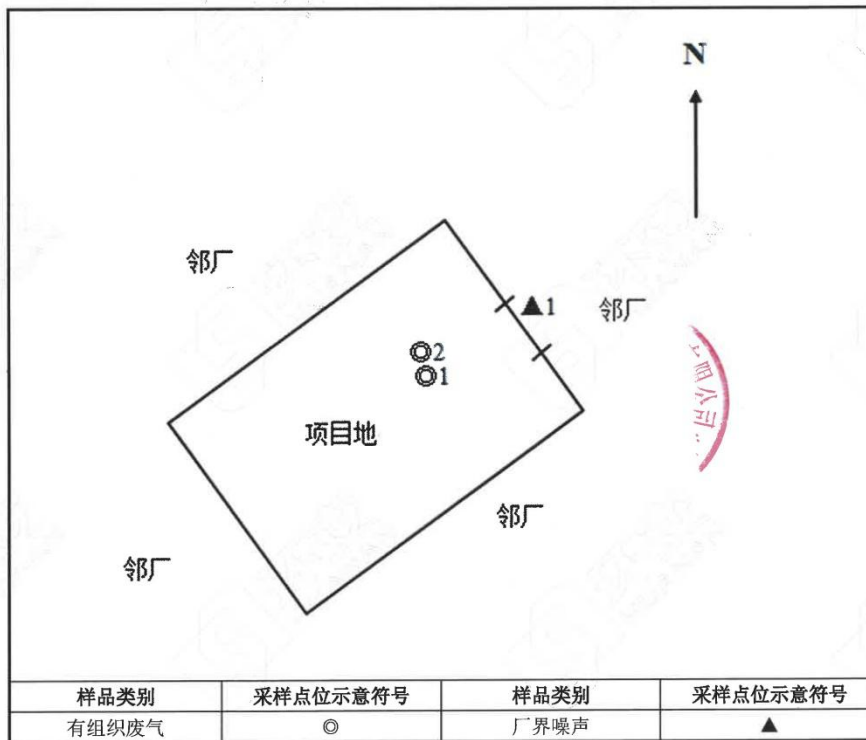 N
邻厂
▲1 邻厂
◎2
◎1
项目地
邻厂
邻厂
样品类别 采样点位示意符号 样品类别 采样点位示意符号
有组织废气 ◎ 厂界噪声 ▲